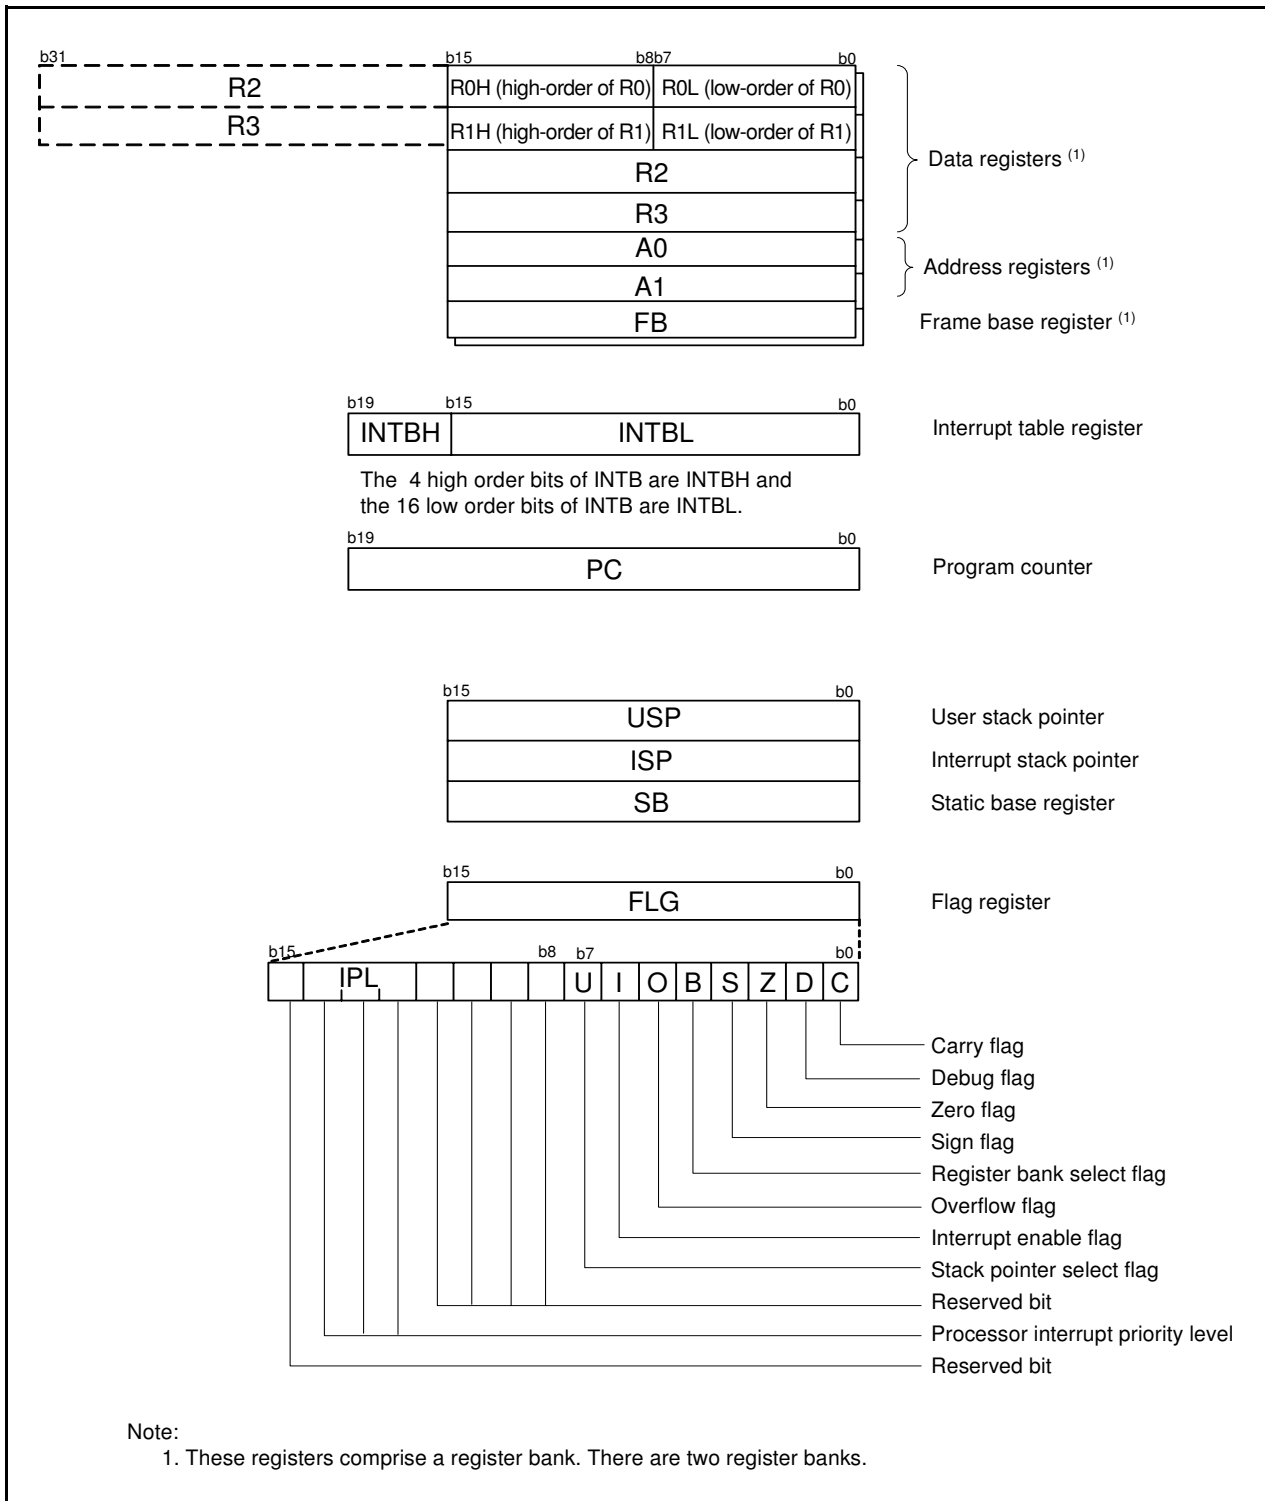 b31 b15 b8b7 b0
R2 R0H (high-order of R0) R0L (low-order of R0)
R3 R1H (high-order of R1) R1L (low-order of R1)
Data registers (1)
R2
R3
A0
Address registers (1)
A1
FB Frame base register (1)
b19 b15 b0
INTBH INTBL Interrupt table register
The 4 high order bits of INTB are INTBH and
the 16 low order bits of INTB are INTBL.
b19 b0
PC Program counter
b15 b0
USP User stack pointer
ISP Interrupt stack pointer
SB Static base register
b15 b0
FLG Flag register
b15 b8 b7 b0
IPL U I O B S Z D C
Carry flag
Debug flag
Zero flag
Sign flag
Register bank select flag
Overflow flag
Interrupt enable flag
Stack pointer select flag
Reserved bit
Processor interrupt priority level
Reserved bit
Note:
1. These registers comprise a register bank. There are two register banks.